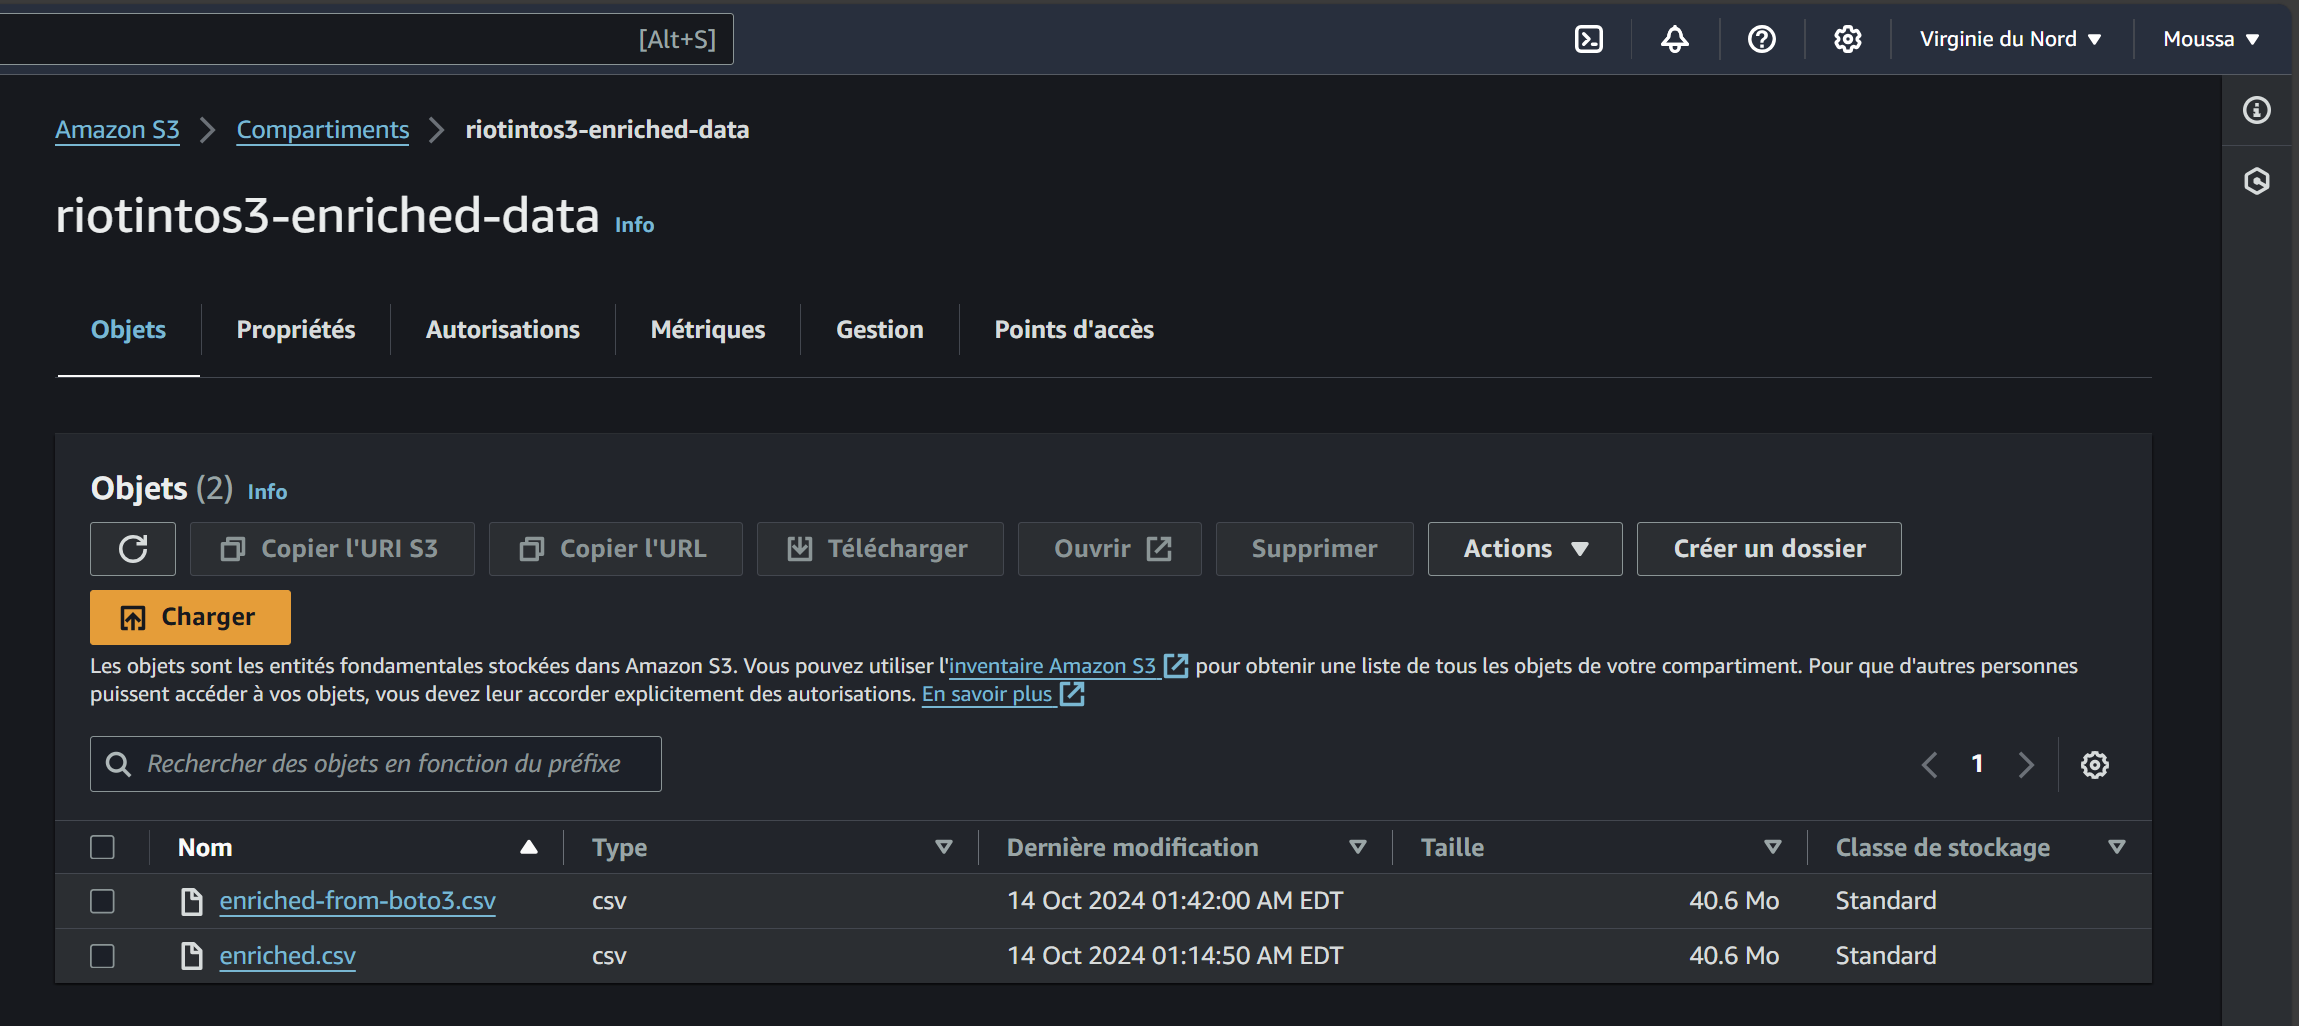 [Alt+S] Virginie du Nord Moussa
Amazon S3 Compartiments riotintos3-enriched-data
riotintos3-enriched-data Info
Objets Propriétés Autorisations Métriques Gestion Points d'accès
Objets (2) Info
Copier l'URI S3 Copier l'URL Télécharger Ouvrir Supprimer Actions Créer un dossier
Charger
Les objets sont les entités fondamentales stockées dans Amazon S3. Vous pouvez utiliser l'inventaire Amazon S3 pour obtenir une liste de tous les objets de votre compartiment. Pour que d'autres personnes
puissent accéder à vos objets, vous devez leur accorder explicitement des autorisations. En savoir plus
Rechercher des objets en fonction du préfixe 1
Nom Type Dernière modification Taille Classe de stockage
enriched-from-boto3.csv csv 14 Oct 2024 01:42:00 AM EDT 40.6 Mo Standard
enriched.csv csv 14 Oct 2024 01:14:50 AM EDT 40.6 Mo Standard